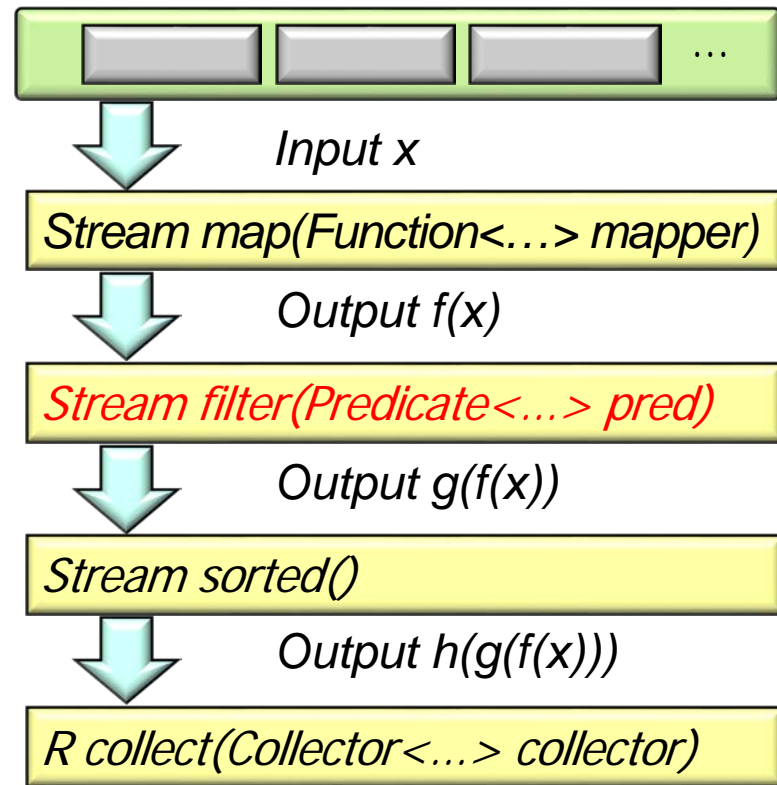 …
Input x
Stream map(Function<…> mapper)
Output f(x)
Stream filter(Predicate<…> pred)
Output g(f(x))
Stream sorted()
Output h(g(f(x)))
R collect(Collector<…> collector)